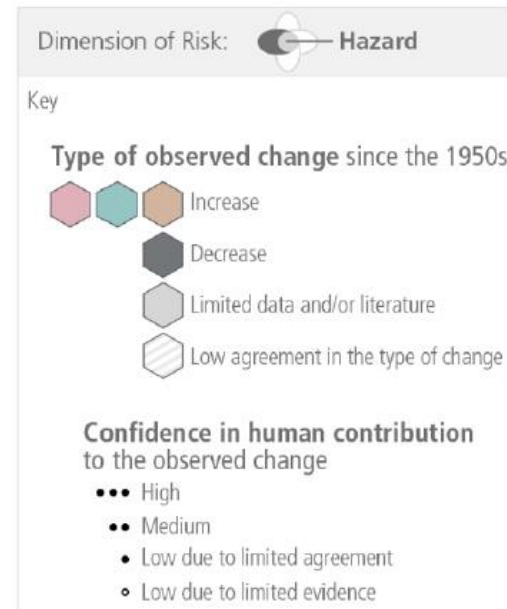 Dimension of Risk: Hazard
Key
Type of observed change since the 1950s
Increase
Decrease
Limited data and/or literature
Low agreement in the type of change
Confidence in human contribution
to the observed change
High
Medium
Low due to limited agreement
Low due to limited evidence